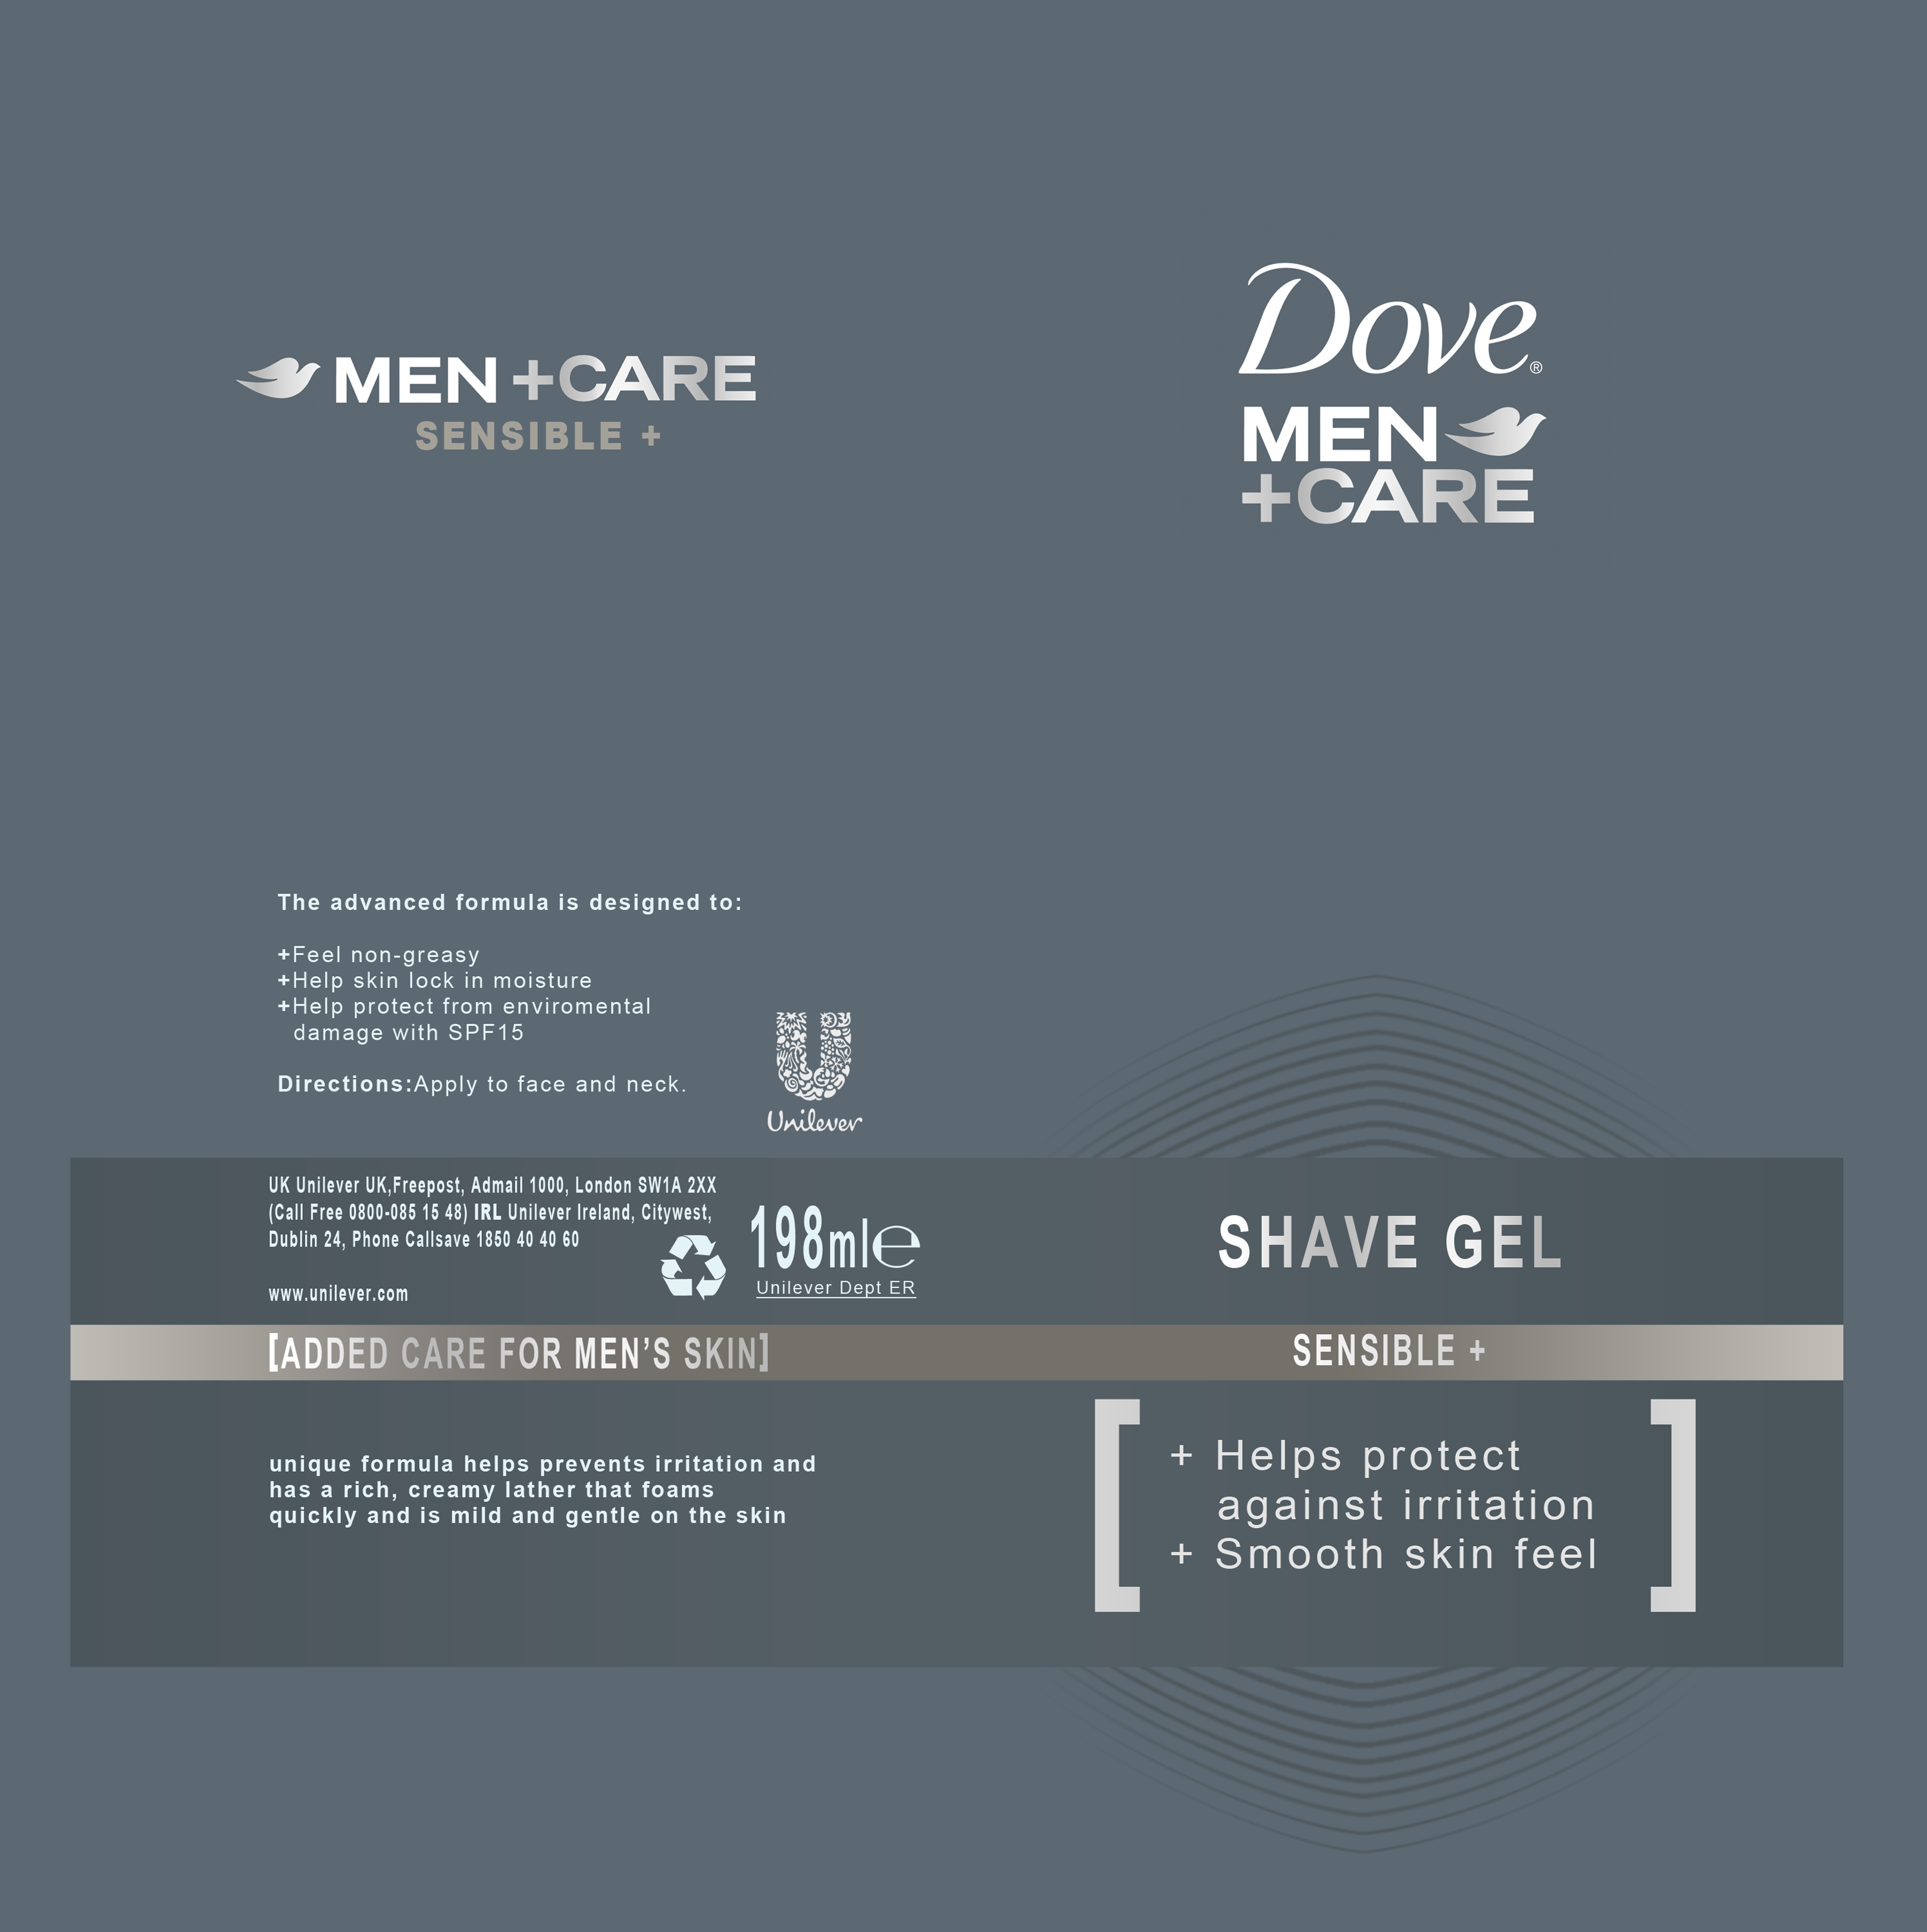 MEN +CARE
SENSIBLE +
The advanced formula is designed to:
+Feel non-greasy
+Help skin lock in moisture
+Help protect from enviromental
damage with SPF15
Directions:Apply to face and neck.
Unilever
UK Unilever UK,Freepost, Admail 1000, London SW1A 2XX
(Call Free 0800-085 15 48) IRL Unilever Ireland, Citywest,
Dublin 24, Phone Callsave 1850 40 40 60
www.unilever.com
198ml℮
Unilever Dept ER
[ADDED CARE FOR MEN’S SKIN]
unique formula helps prevents irritation and
has a rich, creamy lather that foams
quickly and is mild and gentle on the skin
Dove®
MEN
+CARE
SHAVE GEL
SENSIBLE +
[+ Helps protect
against irritation
+ Smooth skin feel]